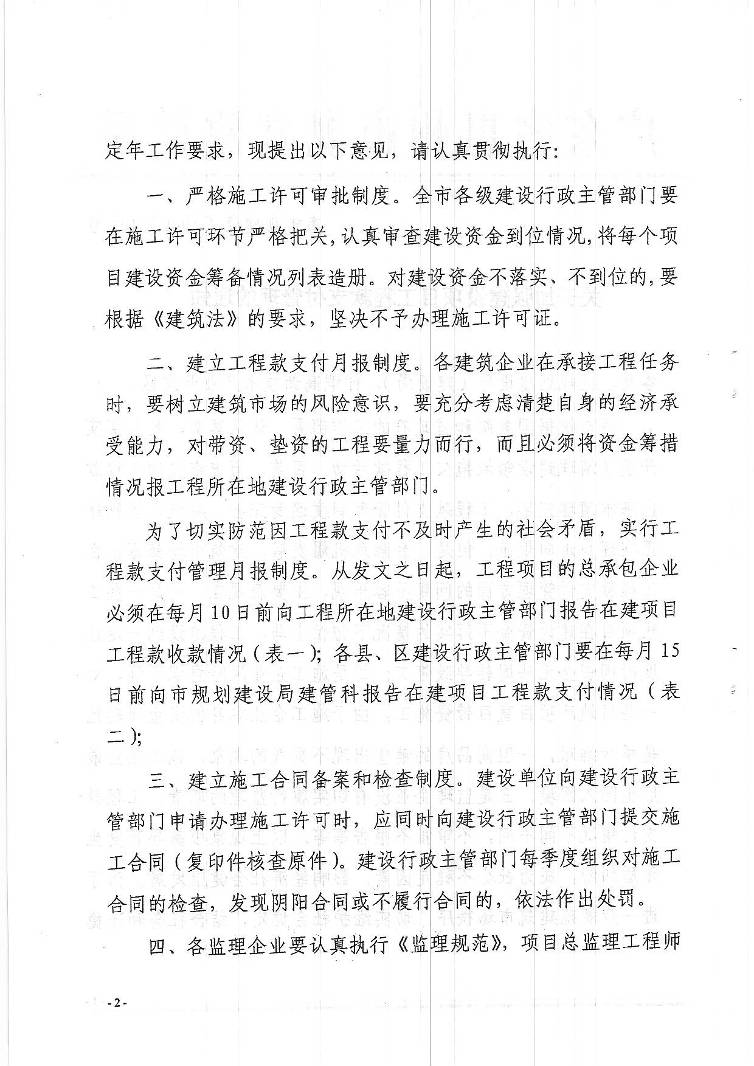 定年工作要求，现提出以下意见，请认真贯彻执行：
一、严格施工许可审批制度。全市各级建设行政主管部门要
在施工许可环节严格把关，认真审查建设资金到位情况，将每个项
目建设资金筹备情况列表造册。对建设资金不落实、不到位的，要
根据《建筑法》的要求，坚决不予办理施工许可证。
二、建立工程款支付月报制度。各建筑企业在承接工程任务
时，要树立建筑市场的风险意识，要充分考虑清楚自身的经济承
受能力，对带资、垫资的工程要量力而行，而且必须将资金筹措
情况报工程所在地建设行政主管部门。
为了切实防范因工程款支付不及时产生的社会矛盾，实行工
程款支付管理月报制度。从发文之日起，工程项目的总承包企业
必须在每月10日前向工程所在地建设行政主管部门报告在建项目
工程款收款情况（表一）；各县、区建设行政主管部门要在每月15
日前向市规划建设局建管科报告在建项目工程款支付情况（表
二）；
三、建立施工合同备案和检查制度。建设单位向建设行政主
管部门申请办理施工许可时，应同时向建设行政主管部门提交施
工合同（复印件核查原件）。建设行政主管部门每季度组织对施工
合同的检查，发现阴阳合同或不履行合同的，依法作出处罚。
四、各监理企业要认真执行《监理规范》，项目总监理工程师
-2-